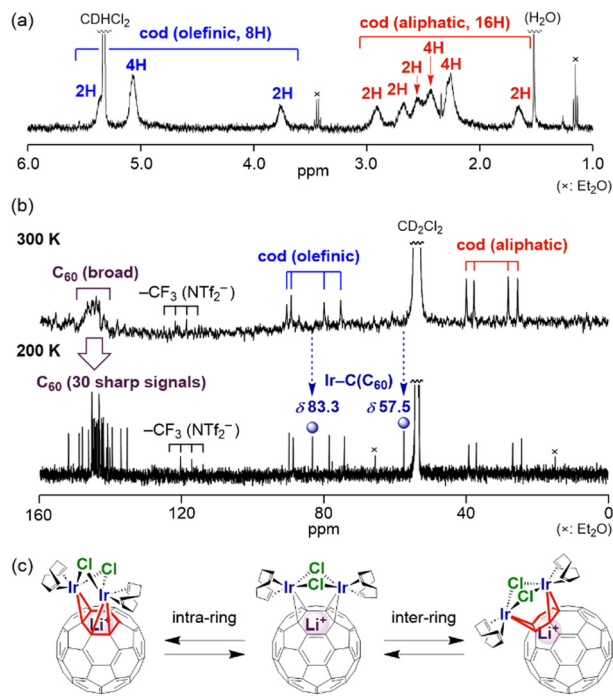 (a)
CDHCl2
cod (olefinic, 8H)
cod (aliphatic, 16H)
(H2O)
2H 4H 2H 2H 2H 2H 4H 4H 2H
×
×
6.0 5.0 4.0 3.0 2.0 1.0
ppm
(×: Et2O)
(b)
300 K
C60 (broad)
–CF3 (NTf2−)
cod (olefinic)
CD2Cl2
cod (aliphatic)
200 K
C60 (30 sharp signals)
–CF3 (NTf2−)
Ir–C(C60)
δ 83.3 δ 57.5
×
×
160 120 80 40 0
ppm
(×: Et2O)
(c)
Cl Cl Ir Ir Li+
intra-ring
Cl Cl Ir Ir Li+
inter-ring
Cl Ir Ir Cl Li+